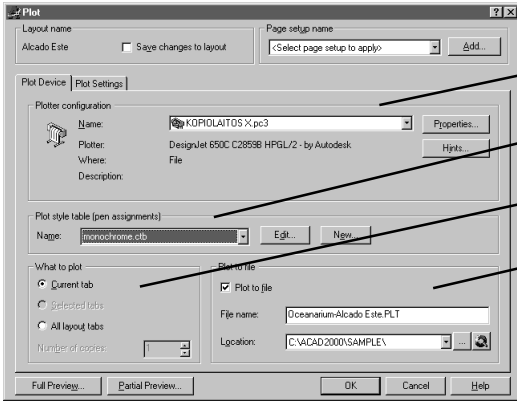 Plot
Layout name
Alcado Este
Save changes to layout
Page setup name
<Select page setup to apply>
Add...
Plot Device
Plot Settings
Plotter configuration
Name:
KOPIOLAITOS X.pc3
Properties...
Plotter:
DesignJet 650C C2859B HPGL/2 - by Autodesk
Hints...
Where:
File
Description:
Plot style table (pen assignments)
Name:
monochrome.ctb
Edit...
New...
What to plot
Current tab
Selected tabs
All layout tabs
Number of copies:
1
Plot to file
Plot to file
File name:
Oceanarium-Alcado Este.PLT
Location:
C:\ACAD2000\SAMPLE\
...
Full Preview...
Partial Preview...
OK
Cancel
Help